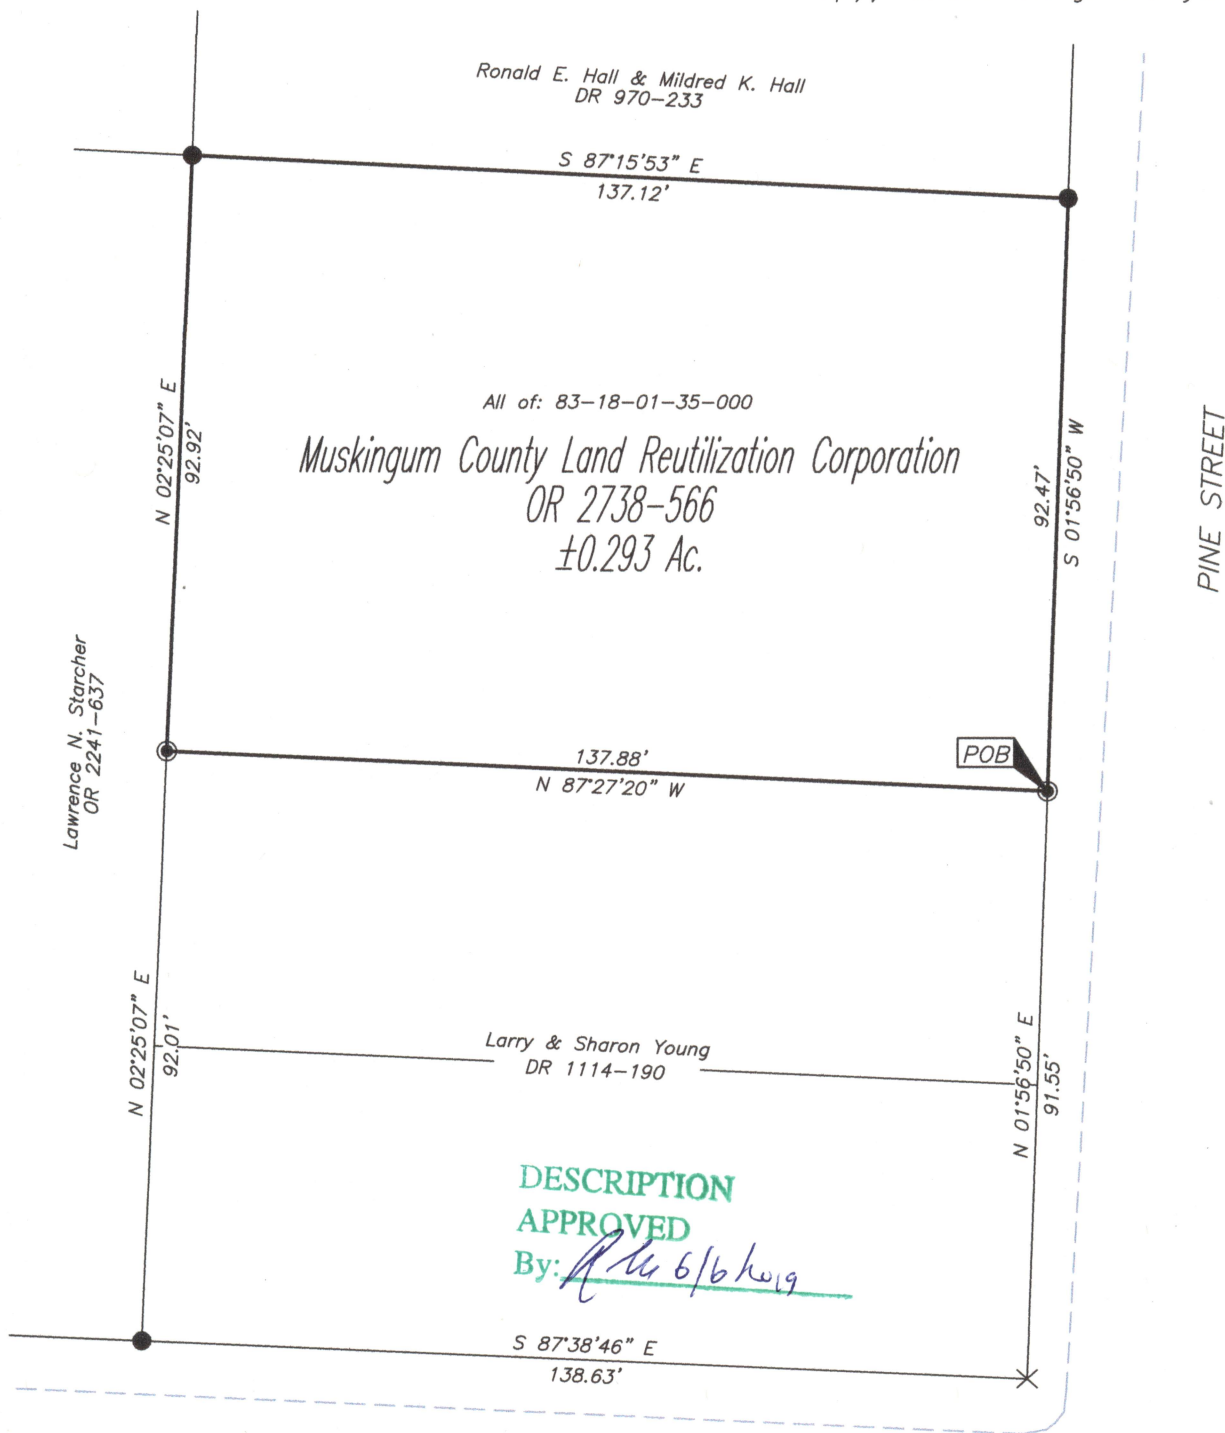 Ronald E. Hall & Mildred K. Hall
DR 970-233
S 87°15'53" E
137.12'
N 02°25'07" E
92.92'
All of: 83-18-01-35-000
Muskingum County Land Reutilization Corporation
OR 2738-566
±0.293 Ac.
92.47'
S 01°56'50" W
PINE STREET
Lawrence N. Starcher
OR 2241-637
137.88'
N 87°27'20" W
POB
N 02°25'07" E
92.01'
Larry & Sharon Young
DR 1114-190
N 01°56'50" E
91.55'
DESCRIPTION
APPROVED
By: 6/6/2019
S 87°38'46" E
138.63'